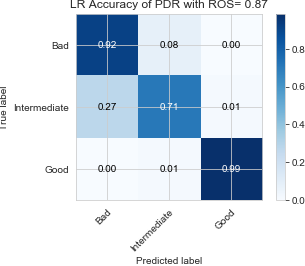 LR Accuracy of PDR with ROS= 0.87
Bad
0.92 0.08 0.00
Intermediate
0.27 0.71 0.01
Good
0.00 0.01 0.99
True label
Bad
Intermediate
Good
Predicted label
0.8
0.6
0.4
0.2
0.0